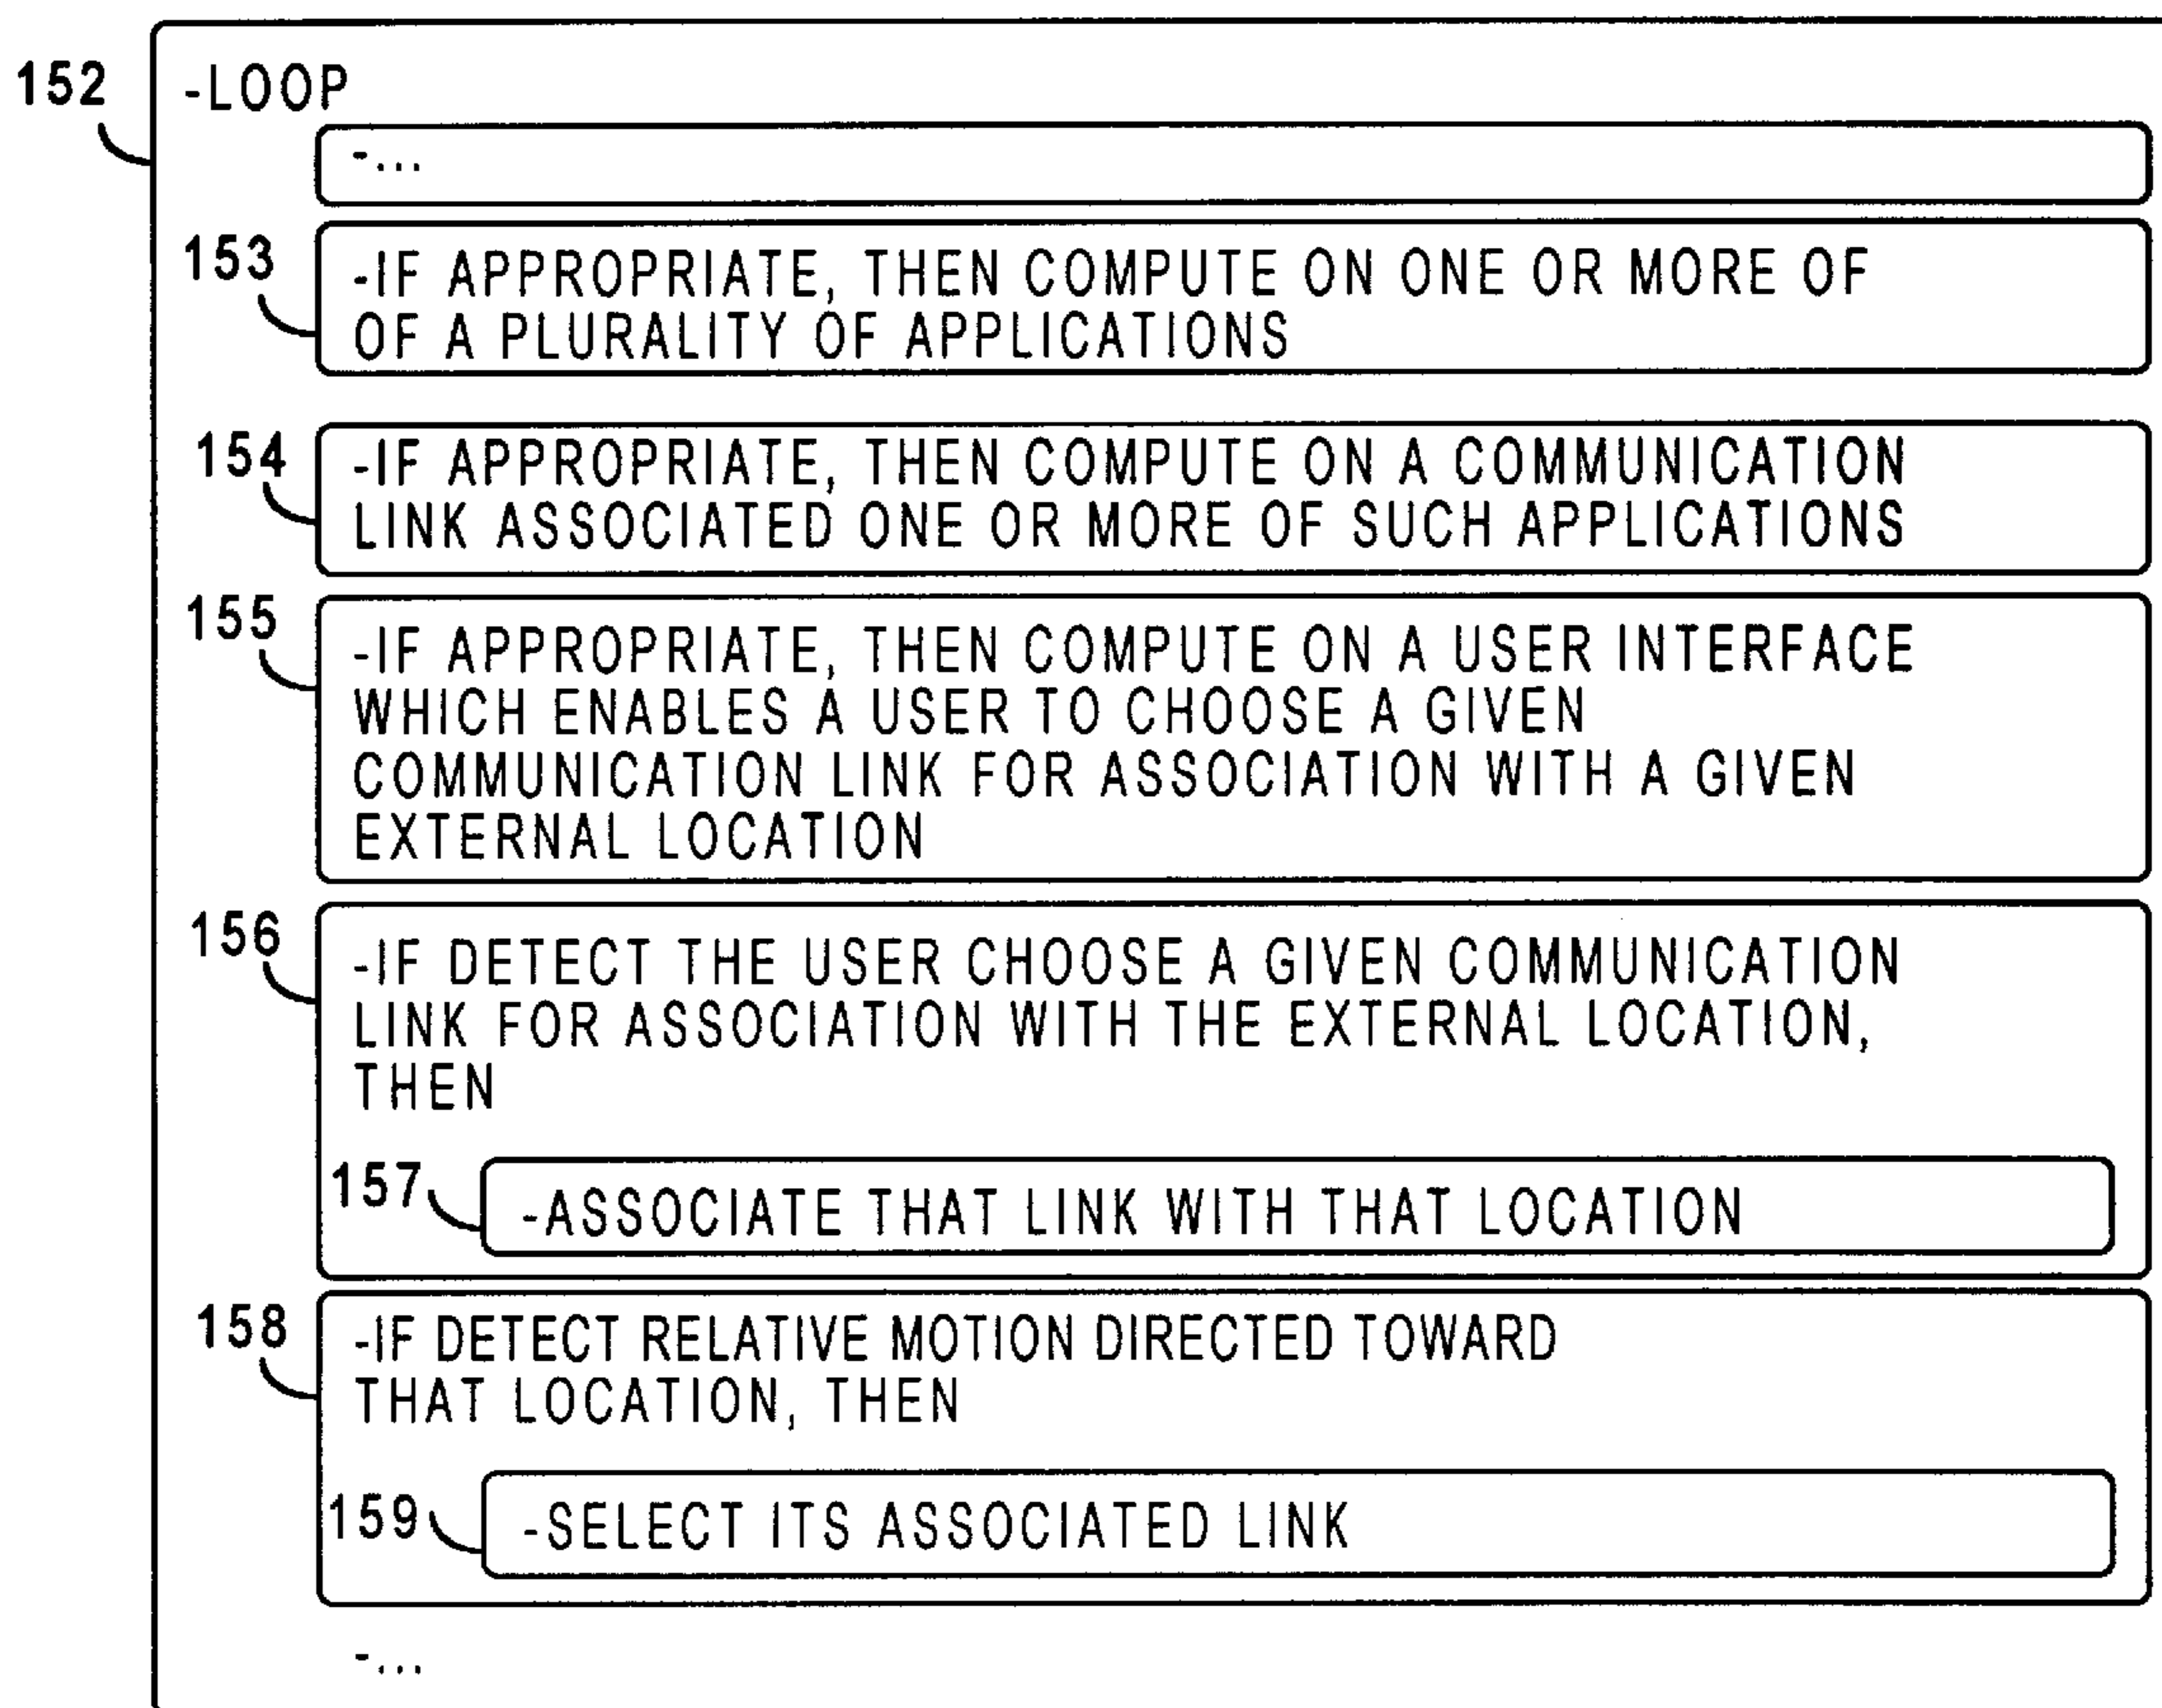 152
-LOOP
-...
153
-IF APPROPRIATE, THEN COMPUTE ON ONE OR MORE OF
OF A PLURALITY OF APPLICATIONS
154
-IF APPROPRIATE, THEN COMPUTE ON A COMMUNICATION
LINK ASSOCIATED ONE OR MORE OF SUCH APPLICATIONS
155
-IF APPROPRIATE, THEN COMPUTE ON A USER INTERFACE
WHICH ENABLES A USER TO CHOOSE A GIVEN
COMMUNICATION LINK FOR ASSOCIATION WITH A GIVEN
EXTERNAL LOCATION
156
-IF DETECT THE USER CHOOSE A GIVEN COMMUNICATION
LINK FOR ASSOCIATION WITH THE EXTERNAL LOCATION,
THEN
157
-ASSOCIATE THAT LINK WITH THAT LOCATION
158
-IF DETECT RELATIVE MOTION DIRECTED TOWARD
THAT LOCATION, THEN
159
-SELECT ITS ASSOCIATED LINK
-...